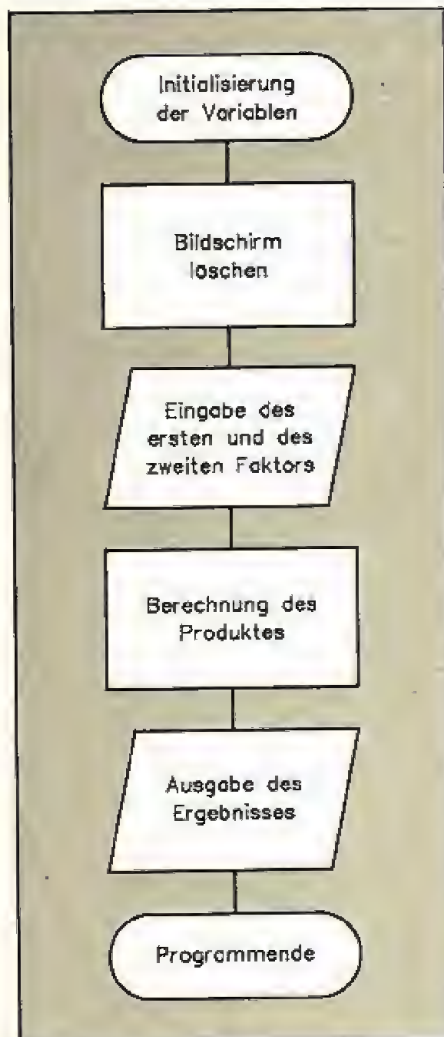 Initialisierung
der Variablen
Bildschirm
löschen
Eingabe des
ersten und des
zweiten Faktors
Berechnung des
Produktes
Ausgabe des
Ergebnisses
Programmende